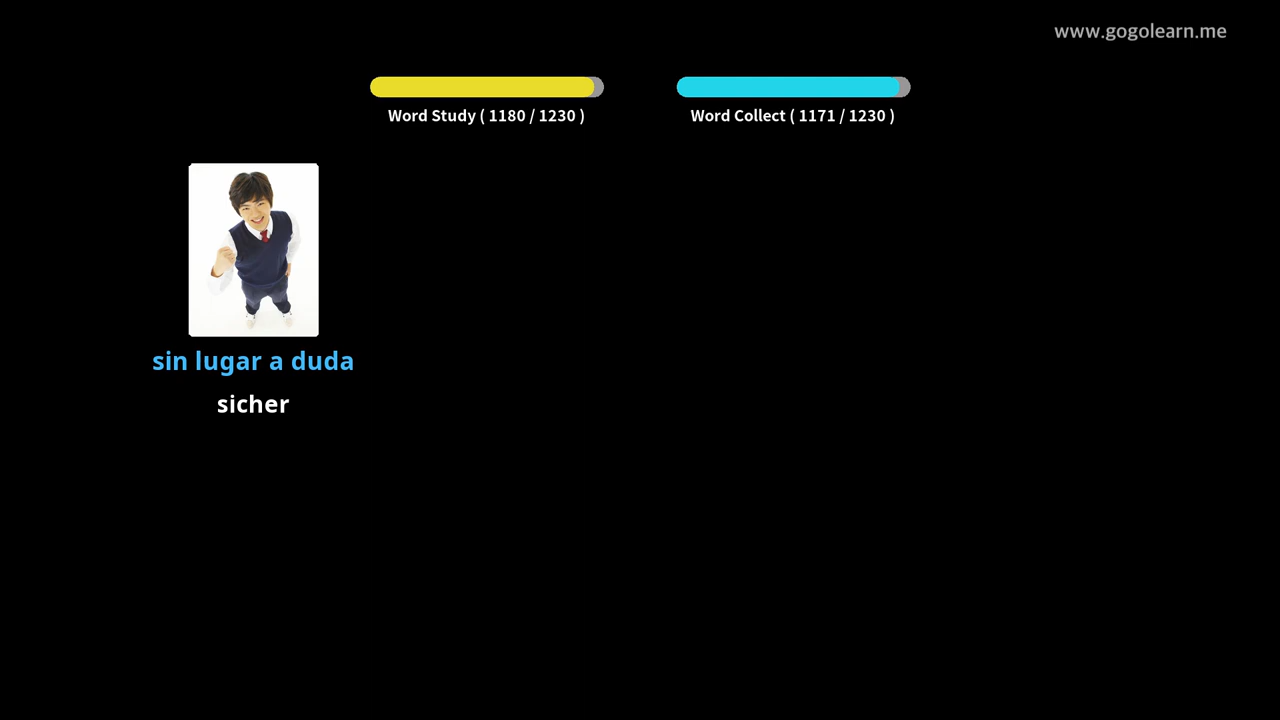 www.gogolearn.me
Word Study ( 1180 / 1230 )
Word Collect ( 1171 / 1230 )
sin lugar a duda
sicher